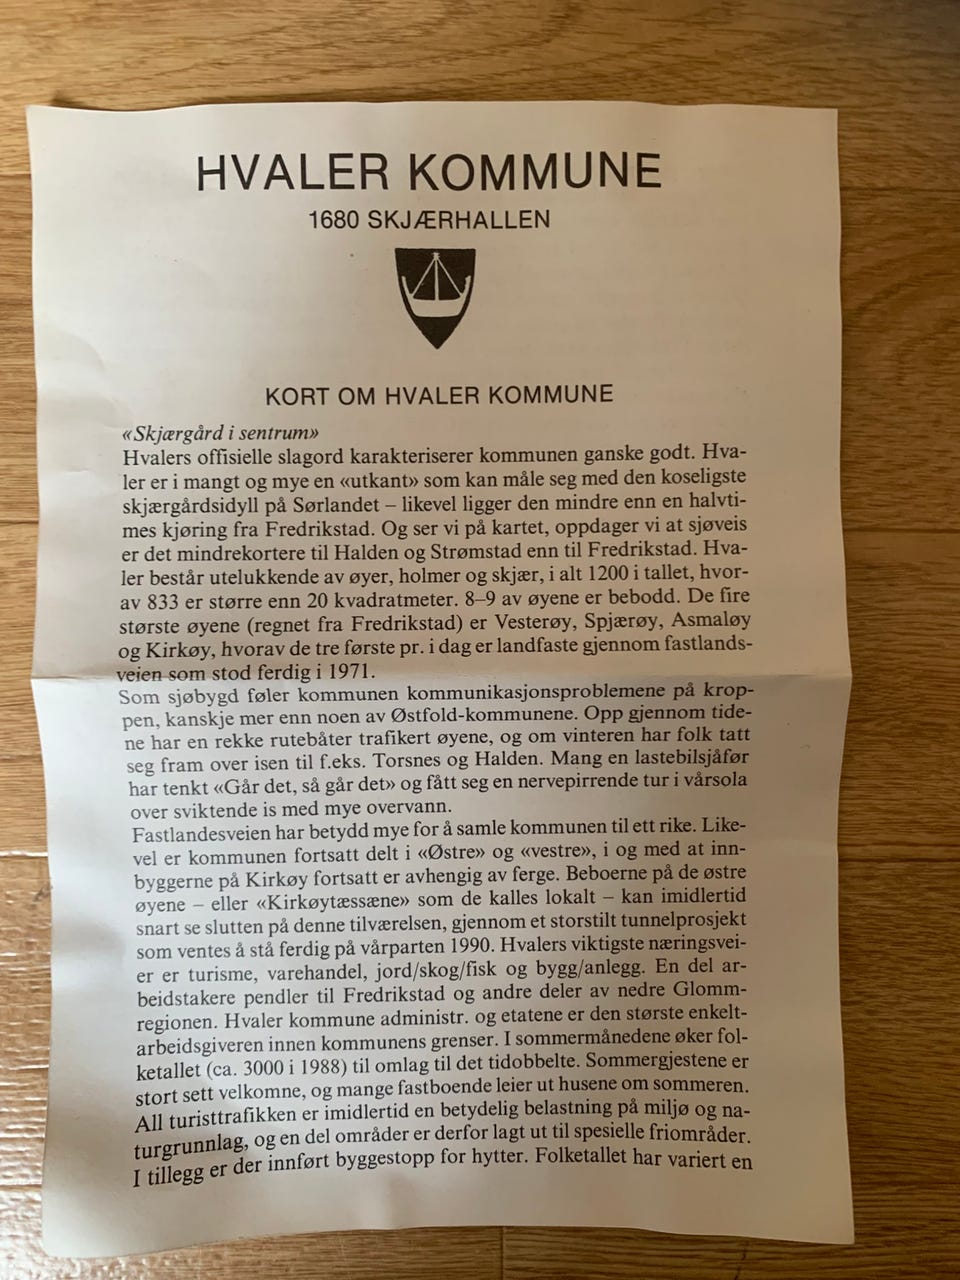 HVALER KOMMUNE
1680 SKJÆRHALLEN
KORT OM HVALER KOMMUNE
«Skjærgård i sentrum»
Hvalers offisielle slagord karakteriserer kommunen ganske godt. Hva-
ler er i mangt og mye en «utkant» som kan måle seg med den koseligste
skjærgårdsidyll på Sørlandet – likevel ligger den mindre enn en halvti-
mes kjøring fra Fredrikstad. Og ser vi på kartet, oppdager vi at sjøveis
er det mindrekortere til Halden og Strømstad enn til Fredrikstad. Hva-
ler består utelukkende av øyer, holmer og skjær, i alt 1200 i tallet, hvor-
av 833 er større enn 20 kvadratmeter. 8–9 av øyene er bebodd. De fire
største øyene (regnet fra Fredrikstad) er Vesterøy, Spjærøy, Asmaløy
og Kirkøy, hvorav de tre første pr. i dag er landfaste gjennom fastlands-
veien som stod ferdig i 1971.
Som sjøbygd føler kommunen kommunikasjonsproblemene på krop-
pen, kanskje mer enn noen av Østfold-kommunene. Opp gjennom tide-
ne har en rekke rutebåter trafikert øyene, og om vinteren har folk tatt
seg fram over isen til f.eks. Torsnes og Halden. Mang en lastebilsjåfør
har tenkt «Går det, så går det» og fått seg en nervepirrende tur i vårsola
over sviktende is med mye overvann.
Fastlandesveien har betydd mye for å samle kommunen til ett rike. Like-
vel er kommunen fortsatt delt i «Østre» og «vestre», i og med at inn-
byggerne på Kirkøy fortsatt er avhengig av ferge. Beboerne på de østre
øyene – eller «Kirkøytæssæne» som de kalles lokalt – kan imidlertid
snart se slutten på denne tilværelsen, gjennom et storstilt tunnelprosjekt
som ventes å stå ferdig på vårparten 1990. Hvalers viktigste næringsvei-
er er turisme, varehandel, jord/skog/fisk og bygg/anlegg. En del ar-
beidstakere pendler til Fredrikstad og andre deler av nedre Glomm-
regionen. Hvaler kommune administr. og etatene er den største enkelt-
arbeidsgiveren innen kommunens grenser. I sommermånedene øker fol-
ketallet (ca. 3000 i 1988) til omlag til det tidobbelte. Sommergjestene er
stort sett velkomne, og mange fastboende leier ut husene om sommeren.
All turisttrafikken er imidlertid en betydelig belastning på miljø og na-
turgrunnlag, og en del områder er derfor lagt ut til spesielle friområder.
I tillegg er der innført byggestopp for hytter. Folketallet har variert en